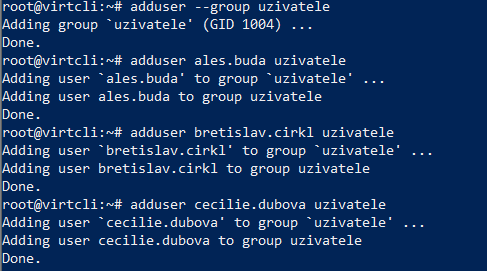 root@virtcli:~# adduser --group uzivatele
Adding group `uzivatele' (GID 1004) ...
Done.
root@virtcli:~# adduser ales.buda uzivatele
Adding user `ales.buda' to group `uzivatele' ...
Adding user ales.buda to group uzivatele
Done.
root@virtcli:~# adduser bretislav.cirkl uzivatele
Adding user `bretislav.cirkl' to group `uzivatele' ...
Adding user bretislav.cirkl to group uzivatele
Done.
root@virtcli:~# adduser cecilie.dubova uzivatele
Adding user `cecilie.dubova' to group `uzivatele' ...
Adding user cecilie.dubova to group uzivatele
Done.